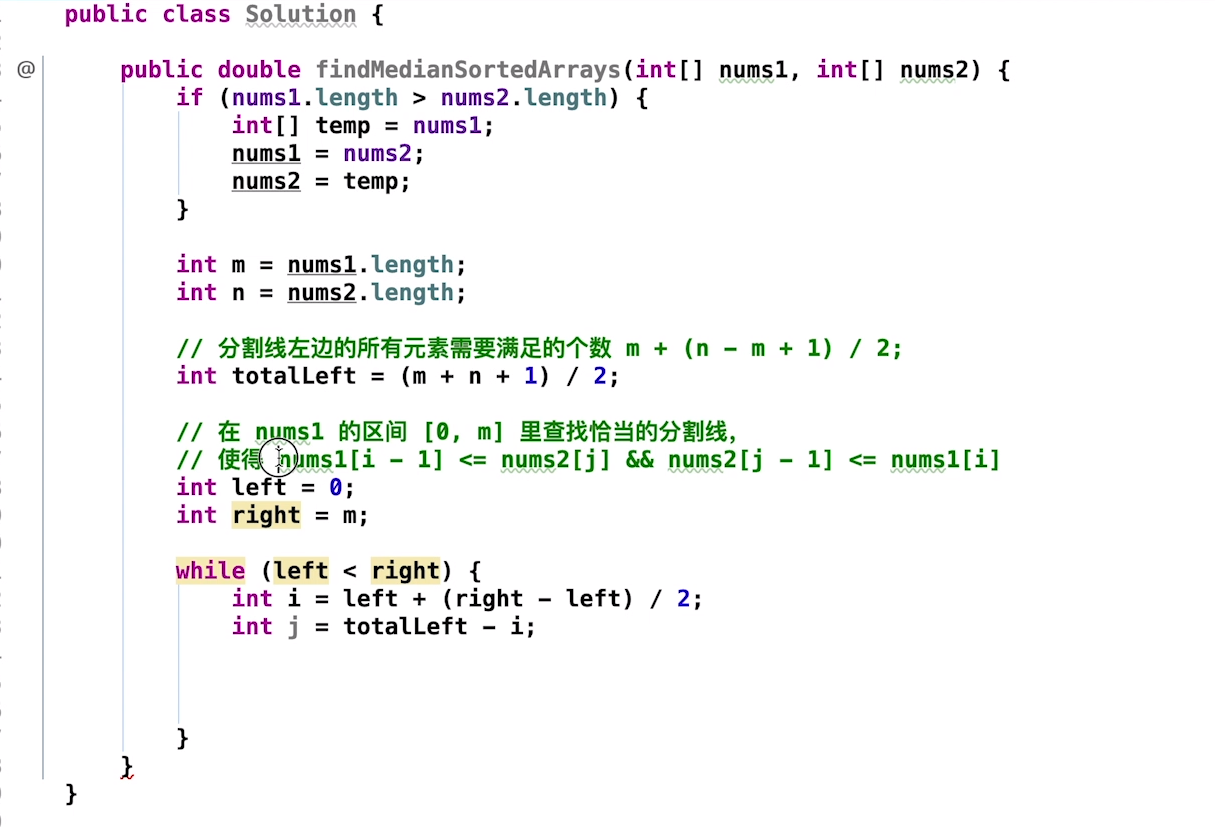 public class Solution {
@ public double findMedianSortedArrays(int[] nums1, int[] nums2) {
if (nums1.length > nums2.length) {
int[] temp = nums1;
nums1 = nums2;
nums2 = temp;
}
int m = nums1.length;
int n = nums2.length;
// 分割线左边的所有元素需要满足的个数 m + (n - m + 1) / 2;
int totalLeft = (m + n + 1) / 2;
// 在 nums1 的区间 [0, m] 里查找恰当的分割线，
// 使得 nums1[i - 1] <= nums2[j] && nums2[j - 1] <= nums1[i]
int left = 0;
int right = m;
while (left < right) {
int i = left + (right - left) / 2;
int j = totalLeft - i;
}
}
}